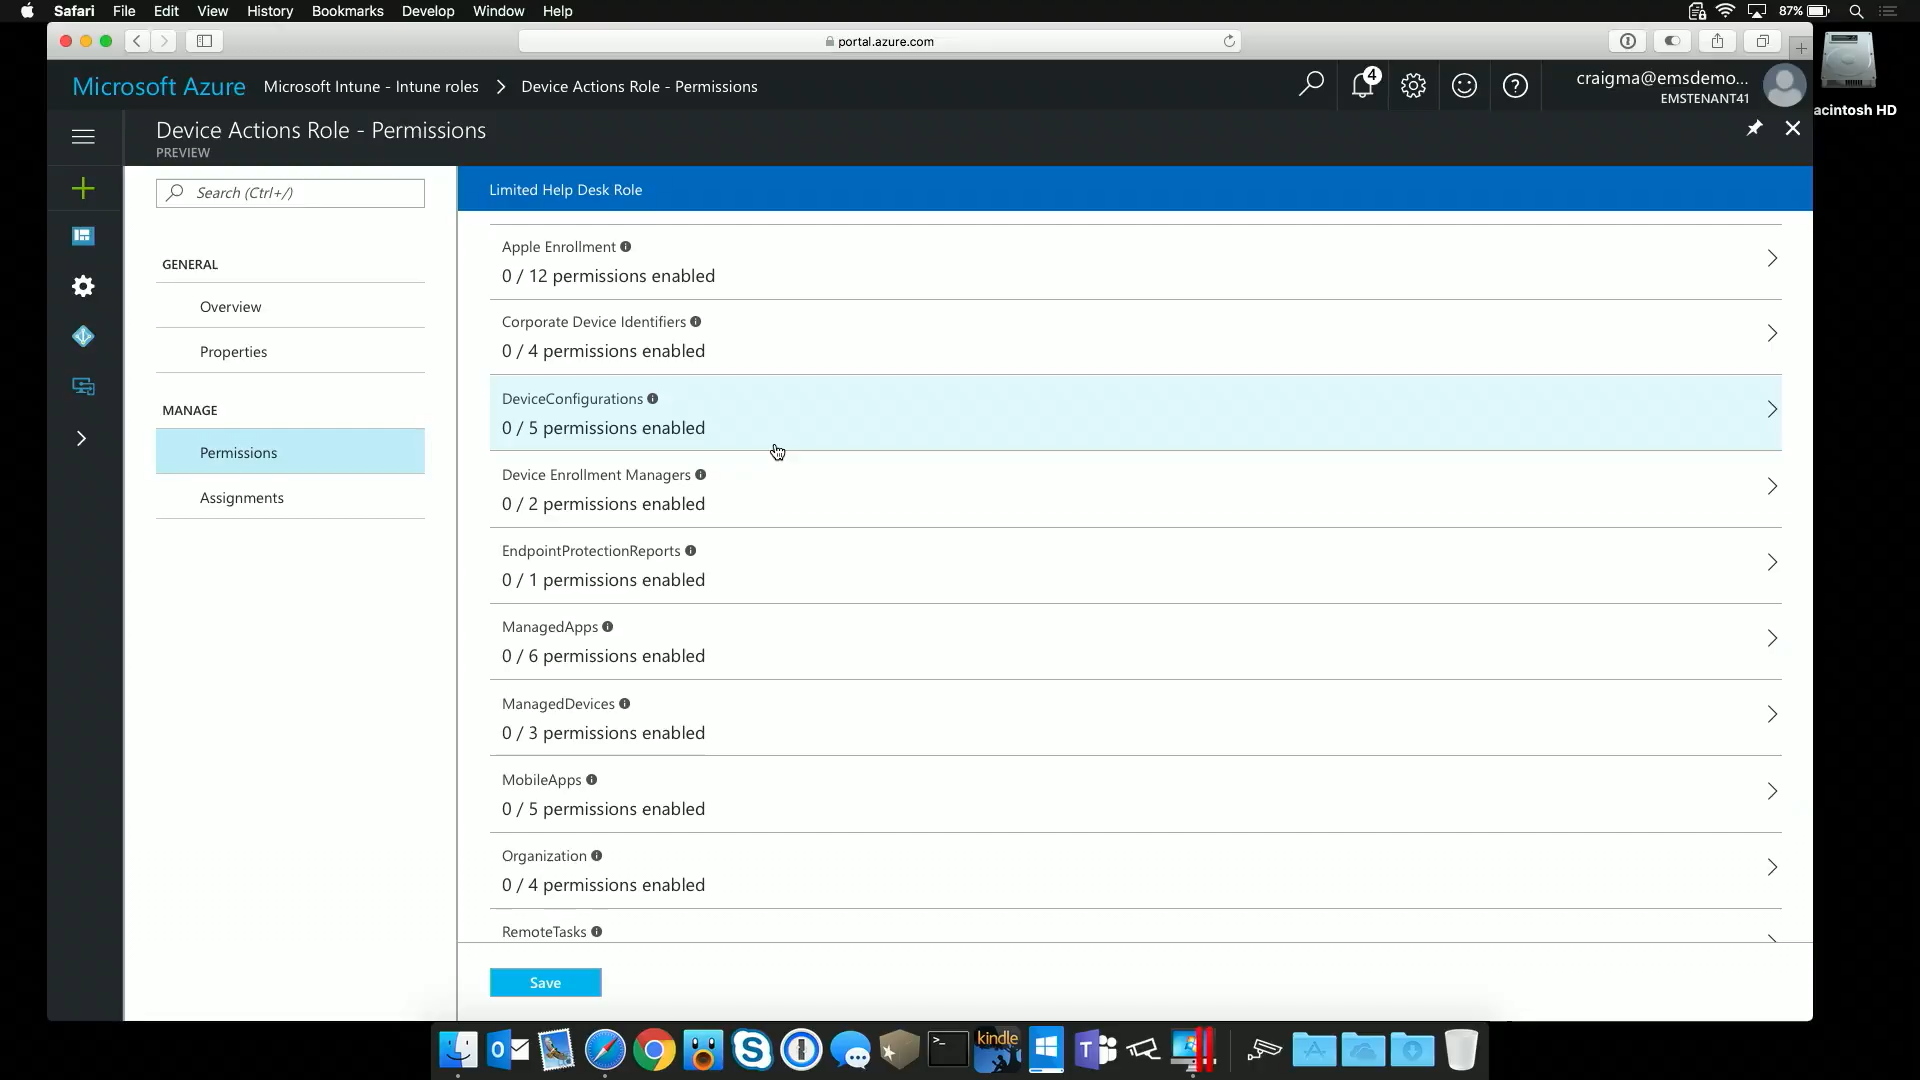 Safari File Edit View History Bookmarks Develop Window Help
87%
portal.azure.com
Microsoft Azure Microsoft Intune - Intune roles > Device Actions Role - Permissions
4
craigma@emsdemo...
EMSTENANT41
acintosh HD
Device Actions Role - Permissions
PREVIEW
Search (Ctrl+/)
GENERAL
Overview
Properties
MANAGE
Permissions
Assignments
Limited Help Desk Role
Apple Enrollment
0 / 12 permissions enabled
Corporate Device Identifiers
0 / 4 permissions enabled
DeviceConfigurations
0 / 5 permissions enabled
Device Enrollment Managers
0 / 2 permissions enabled
EndpointProtectionReports
0 / 1 permissions enabled
ManagedApps
0 / 6 permissions enabled
ManagedDevices
0 / 3 permissions enabled
MobileApps
0 / 5 permissions enabled
Organization
0 / 4 permissions enabled
RemoteTasks
Save
kindle